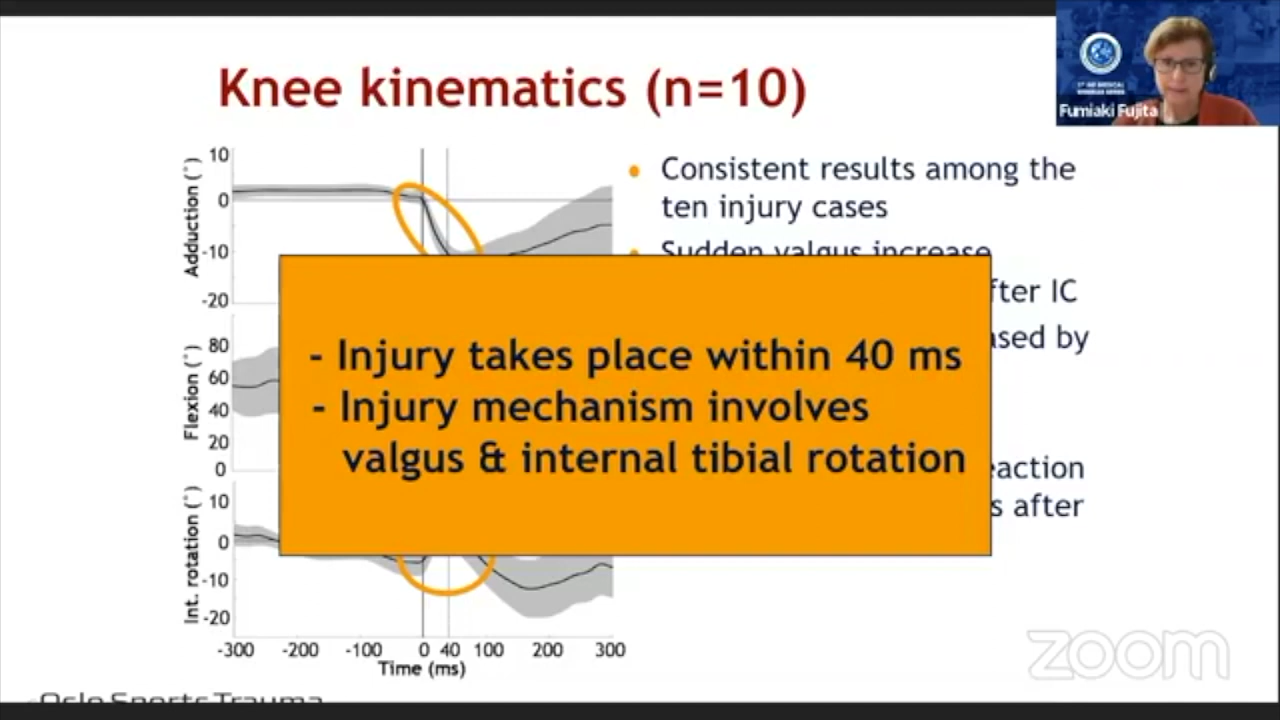 Knee kinematics (n=10)
Fumiaki Fujita
Adduction (°)
10
0
-10
-20
Flexion (°)
80
60
40
20
0
Int. rotation (°)
10
0
-10
-20
-300 -200 -100 0 40 100 200 300
Time (ms)
Consistent results among the
ten injury cases
Sudden valgus increase
fter IC
ased by
eaction
s after
- Injury takes place within 40 ms
- Injury mechanism involves
valgus & internal tibial rotation
zoom
Oslo Sports Trauma